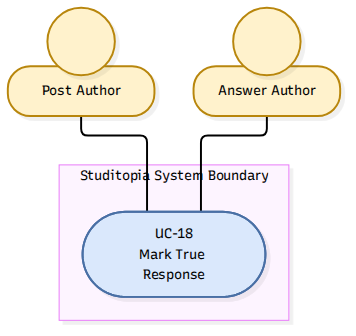 Post Author
Answer Author
Studitopia System Boundary
UC-18
Mark True
Response